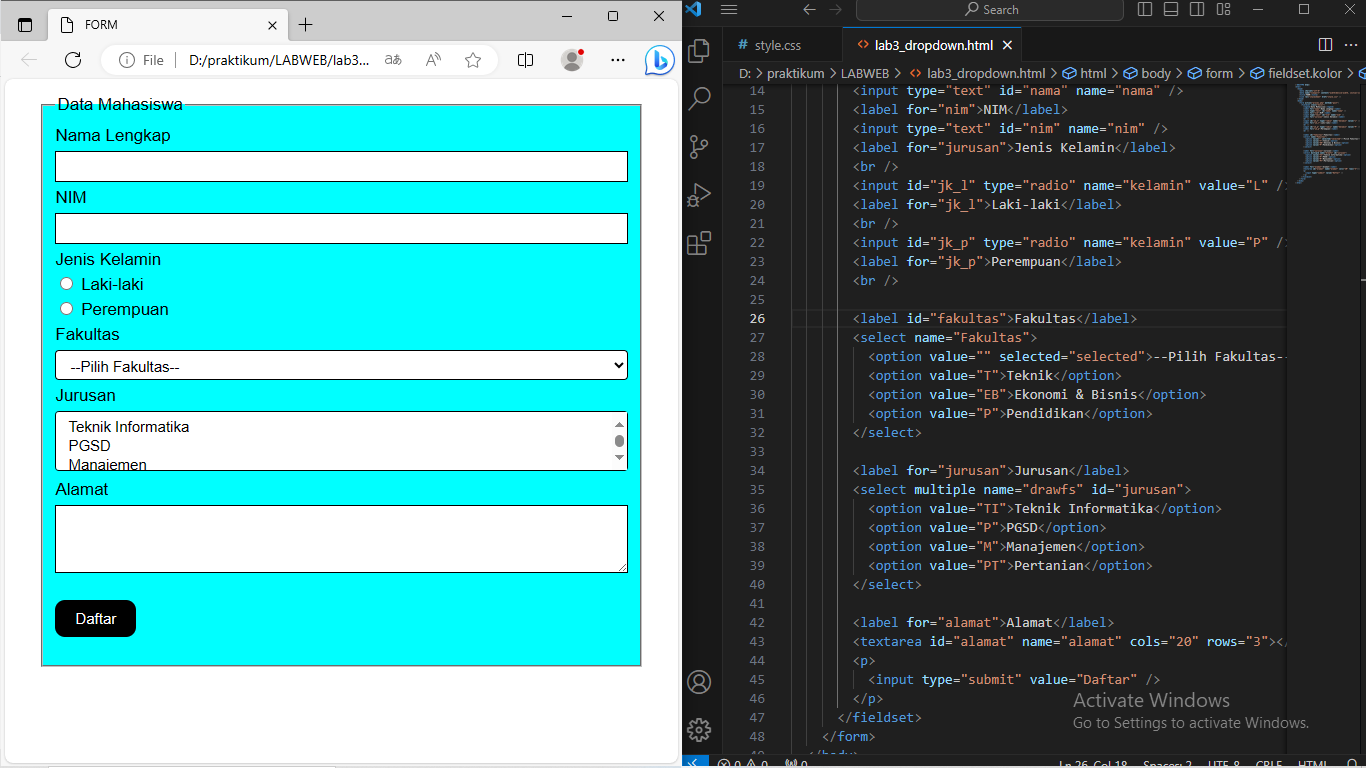 FORM
File
D:/praktikum/LABWEB/lab3...
Data Mahasiswa
Nama Lengkap
NIM
Jenis Kelamin
Laki-laki
Perempuan
Fakultas
--Pilih Fakultas--
Jurusan
Teknik Informatika
PGSD
Manajemen
Alamat
Daftar
Search
# style.css
<> lab3_dropdown.html
D: > praktikum > LABWEB > <> lab3_dropdown.html > html > body > form > fieldset.kolor >
14 <input type="text" id="nama" name="nama" />
15 <label for="nim">NIM</label>
16 <input type="text" id="nim" name="nim" />
17 <label for="jurusan">Jenis Kelamin</label>
18 <br />
19 <input id="jk_l" type="radio" name="kelamin" value="L" /
20 <label for="jk_l">Laki-laki</label>
21 <br />
22 <input id="jk_p" type="radio" name="kelamin" value="P" /
23 <label for="jk_p">Perempuan</label>
24 <br />
25
26 <label id="fakultas">Fakultas</label>
27 <select name="Fakultas">
28 <option value="" selected="selected">--Pilih Fakultas--
29 <option value="T">Teknik</option>
30 <option value="EB">Ekonomi & Bisnis</option>
31 <option value="P">Pendidikan</option>
32 </select>
33
34 <label for="jurusan">Jurusan</label>
35 <select multiple name="drawfs" id="jurusan">
36 <option value="TI">Teknik Informatika</option>
37 <option value="P">PGSD</option>
38 <option value="M">Manajemen</option>
39 <option value="PT">Pertanian</option>
40 </select>
41
42 <label for="alamat">Alamat</label>
43 <textarea id="alamat" name="alamat" cols="20" rows="3"></
44 <p>
45 <input type="submit" value="Daftar" />
46 </p>
47 </fieldset>
48 </form>
49 </body>
Activate Windows
Go to Settings to activate Windows.
0 0 0 Ln 26, Col 18 Spaces: 2 UTF-8 CRLF HTML